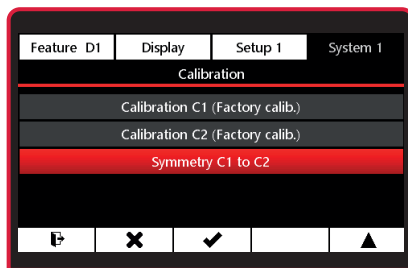 Feature D1 Display Setup 1 System 1
Calibration
Calibration C1 (Factory calib.)
Calibration C2 (Factory calib.)
Symmetry C1 to C2